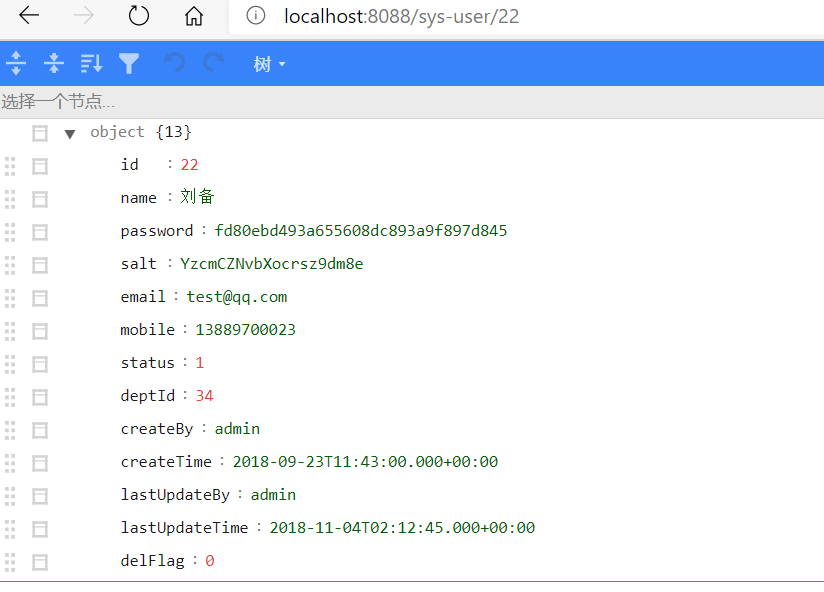 localhost:8088/sys-user/22
树
选择一个节点...
object {13}
id : 22
name : 刘备
password : fd80ebd493a655608dc893a9f897d845
salt : YzcmCZNvbXocrsz9dm8e
email : test@qq.com
mobile : 13889700023
status : 1
deptId : 34
createBy : admin
createTime : 2018-09-23T11:43:00.000+00:00
lastUpdateBy : admin
lastUpdateTime : 2018-11-04T02:12:45.000+00:00
delFlag : 0